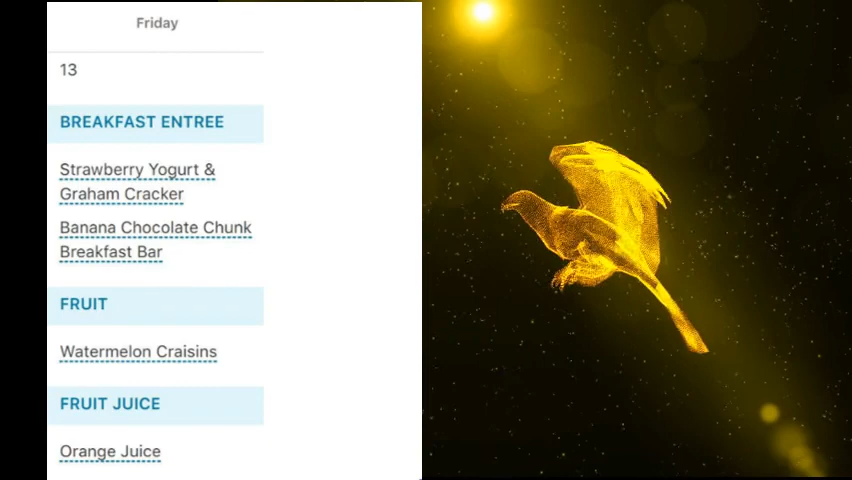 Friday
13
BREAKFAST ENTREE
Strawberry Yogurt &
Graham Cracker
Banana Chocolate Chunk
Breakfast Bar
FRUIT
Watermelon Craisins
FRUIT JUICE
Orange Juice